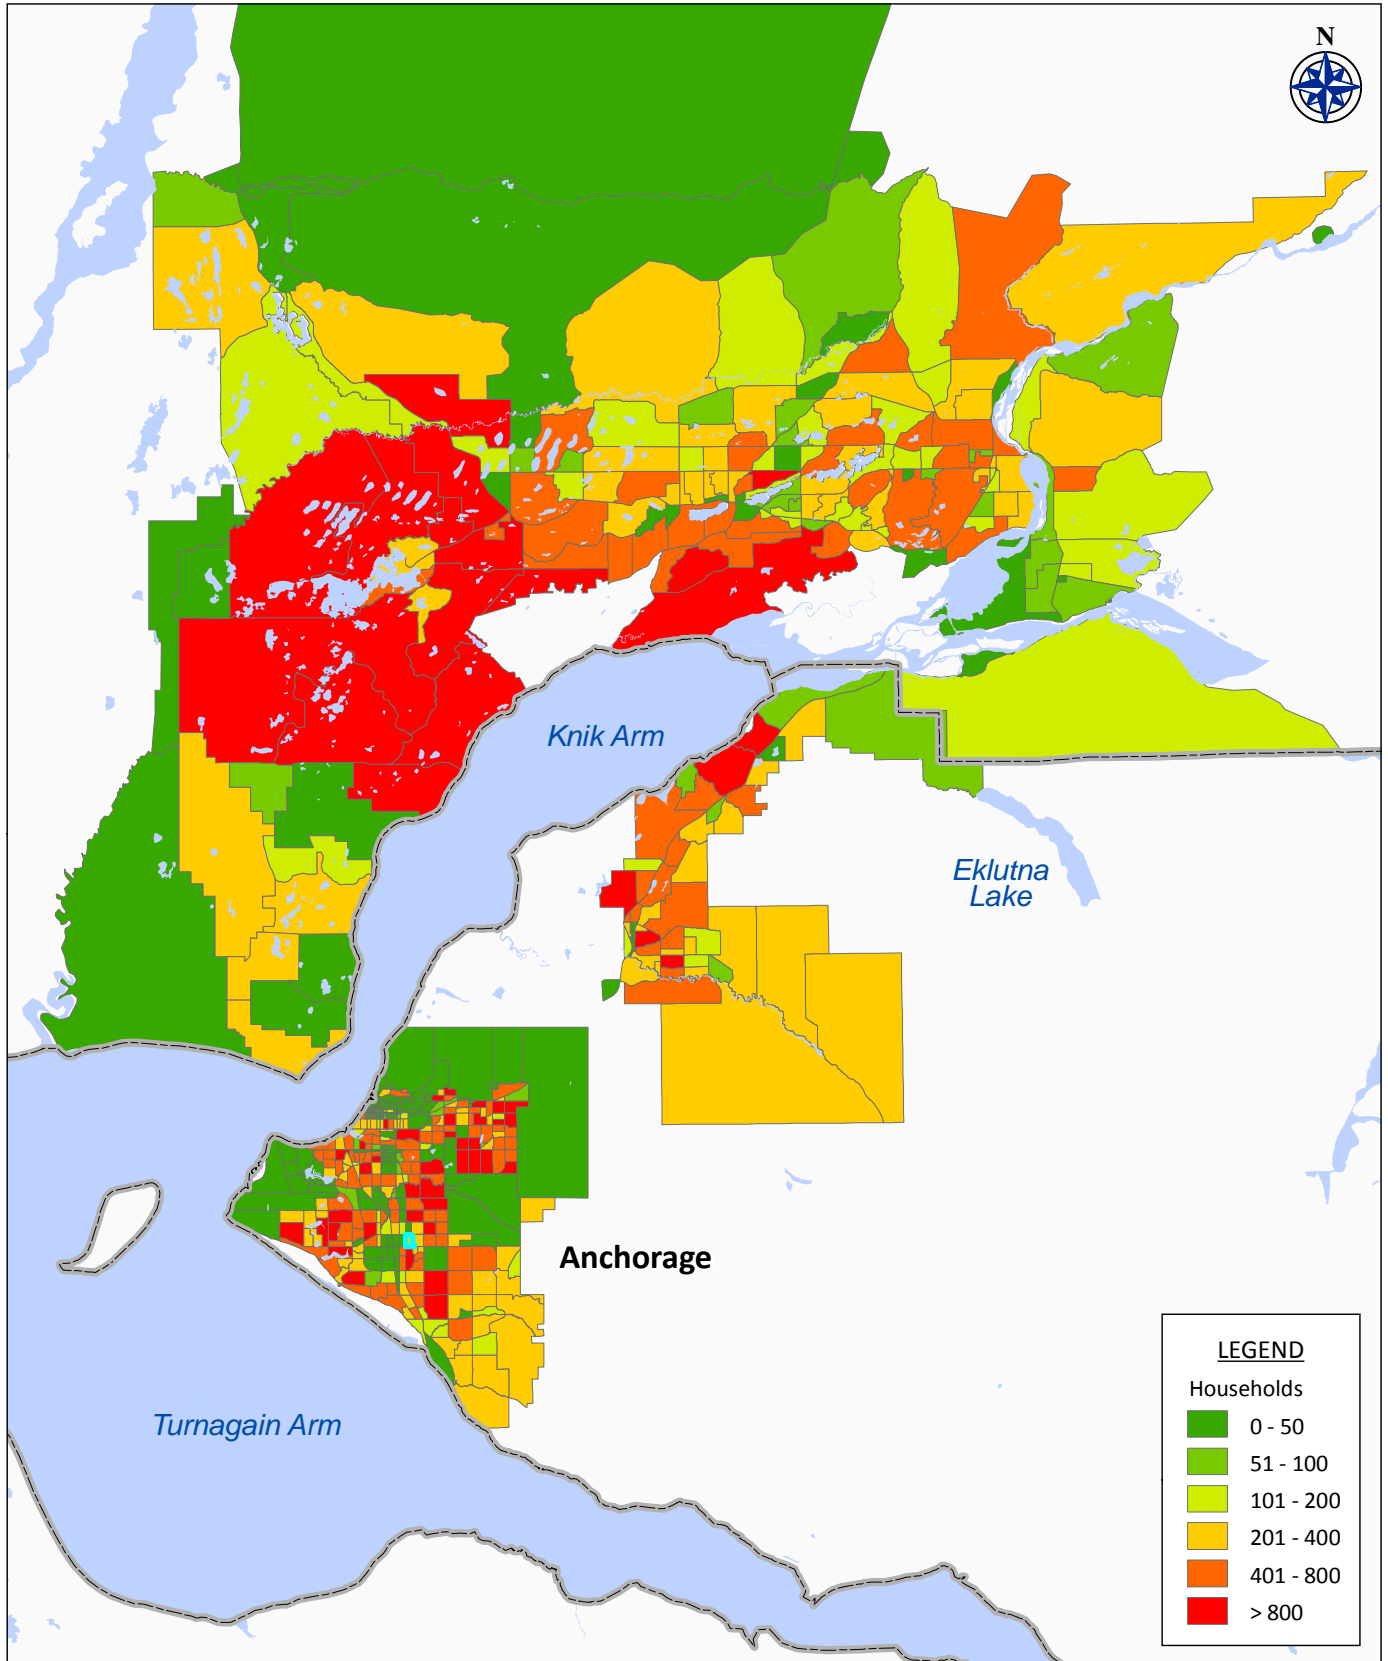 N
Knik Arm
Eklutna
Lake
Anchorage
Turnagain Arm
LEGEND
Households
0 - 50
51 - 100
101 - 200
201 - 400
401 - 800
> 800